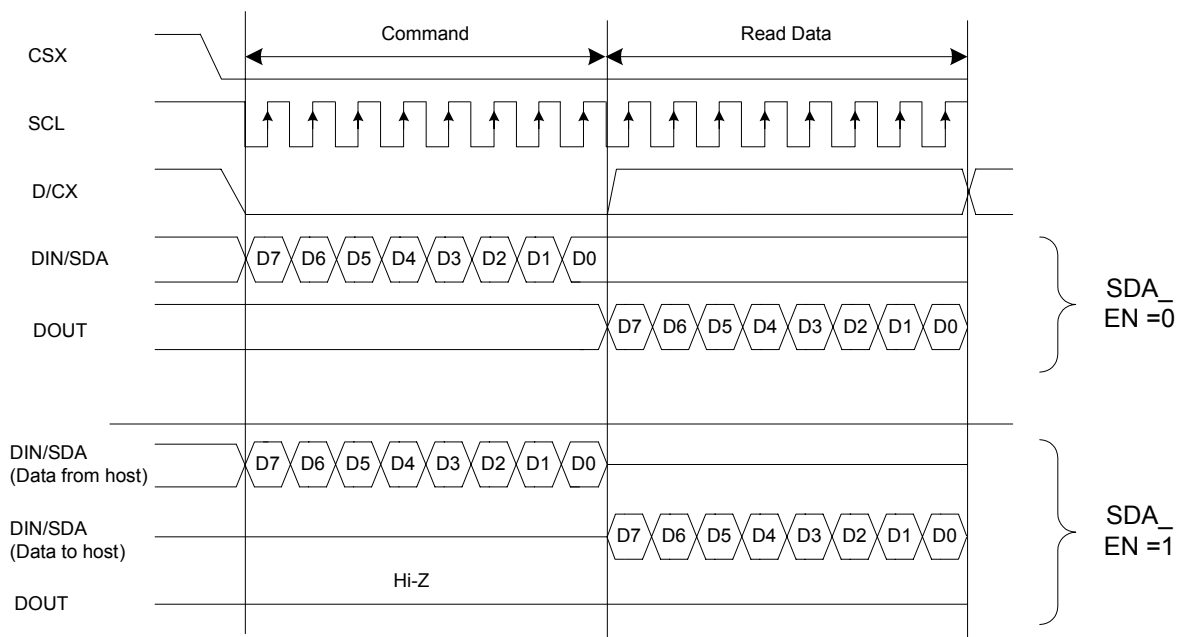 Command
Read Data
CSX
SCL
D/CX
DIN/SDA
D7 D6 D5 D4 D3 D2 D1 D0
DOUT
D7 D6 D5 D4 D3 D2 D1 D0
SDA_
EN =0
DIN/SDA
(Data from host)
D7 D6 D5 D4 D3 D2 D1 D0
DIN/SDA
(Data to host)
D7 D6 D5 D4 D3 D2 D1 D0
SDA_
EN =1
Hi-Z
DOUT